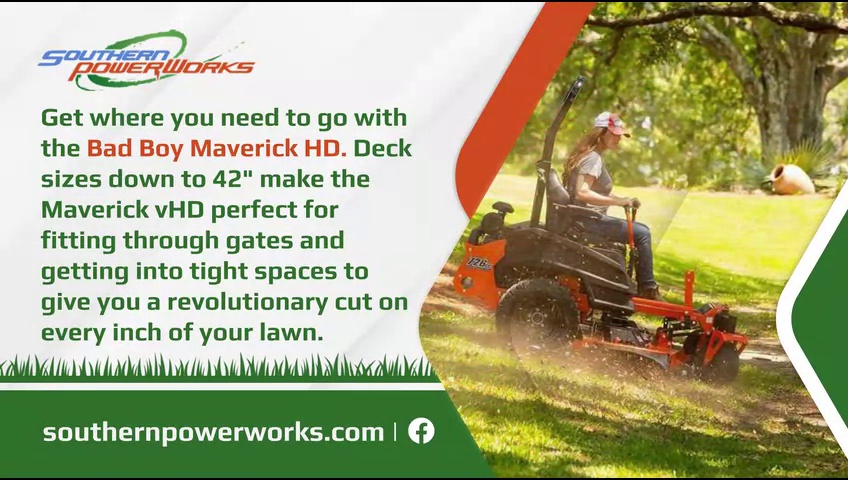 SOUTHERN
POWERWORKS
Get where you need to go with
the Bad Boy Maverick HD. Deck
sizes down to 42" make the
Maverick vHD perfect for
fitting through gates and
getting into tight spaces to
give you a revolutionary cut on
every inch of your lawn.
southernpowerworks.com |